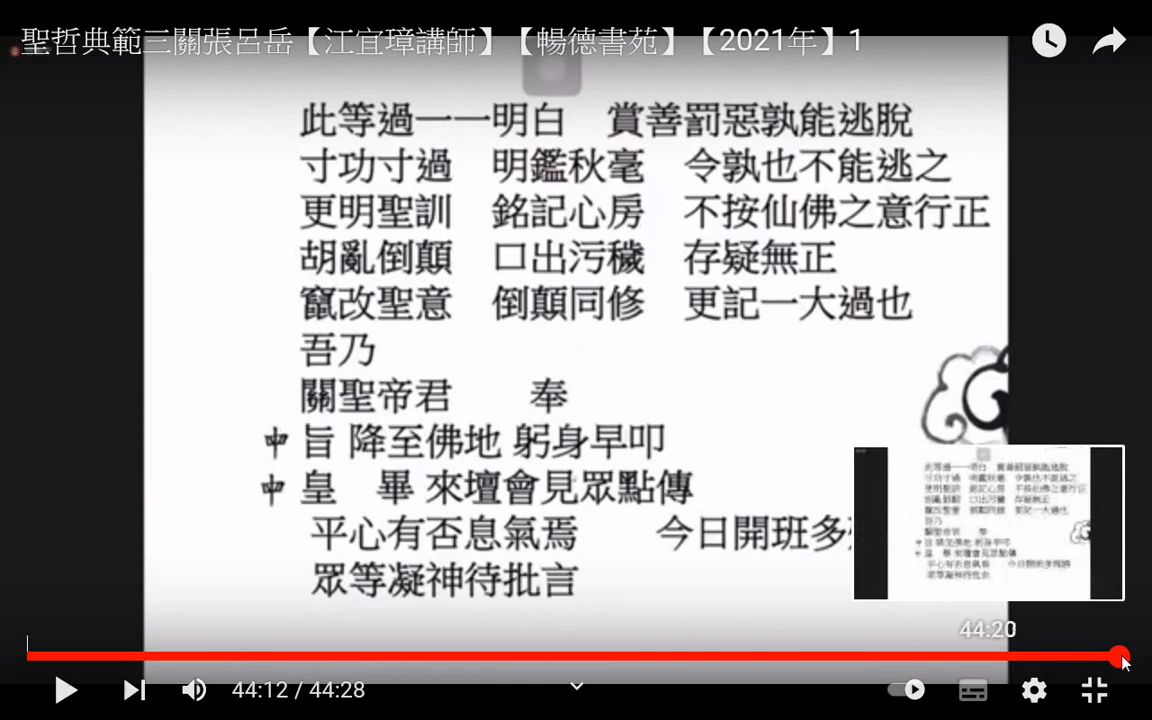 聖哲典範三關張呂岳【江宜璋講師】【暢德書苑】【2021年】1
此等過一一明白　賞善罰惡孰能逃脫
寸功寸過　明鑑秋毫　令孰也不能逃之
更明聖訓　銘記心房　不按仙佛之意行正
胡亂倒顛　口出污穢　存疑無正
竄改聖意　倒顛同修　更記一大過也
吾乃
關聖帝君　　奉
旨 降至佛地 躬身早叩
皇　畢 來壇會見眾點傳
平心有否息氣焉　　今日開班多
眾等凝神待批言
44:20
44:12 / 44:28